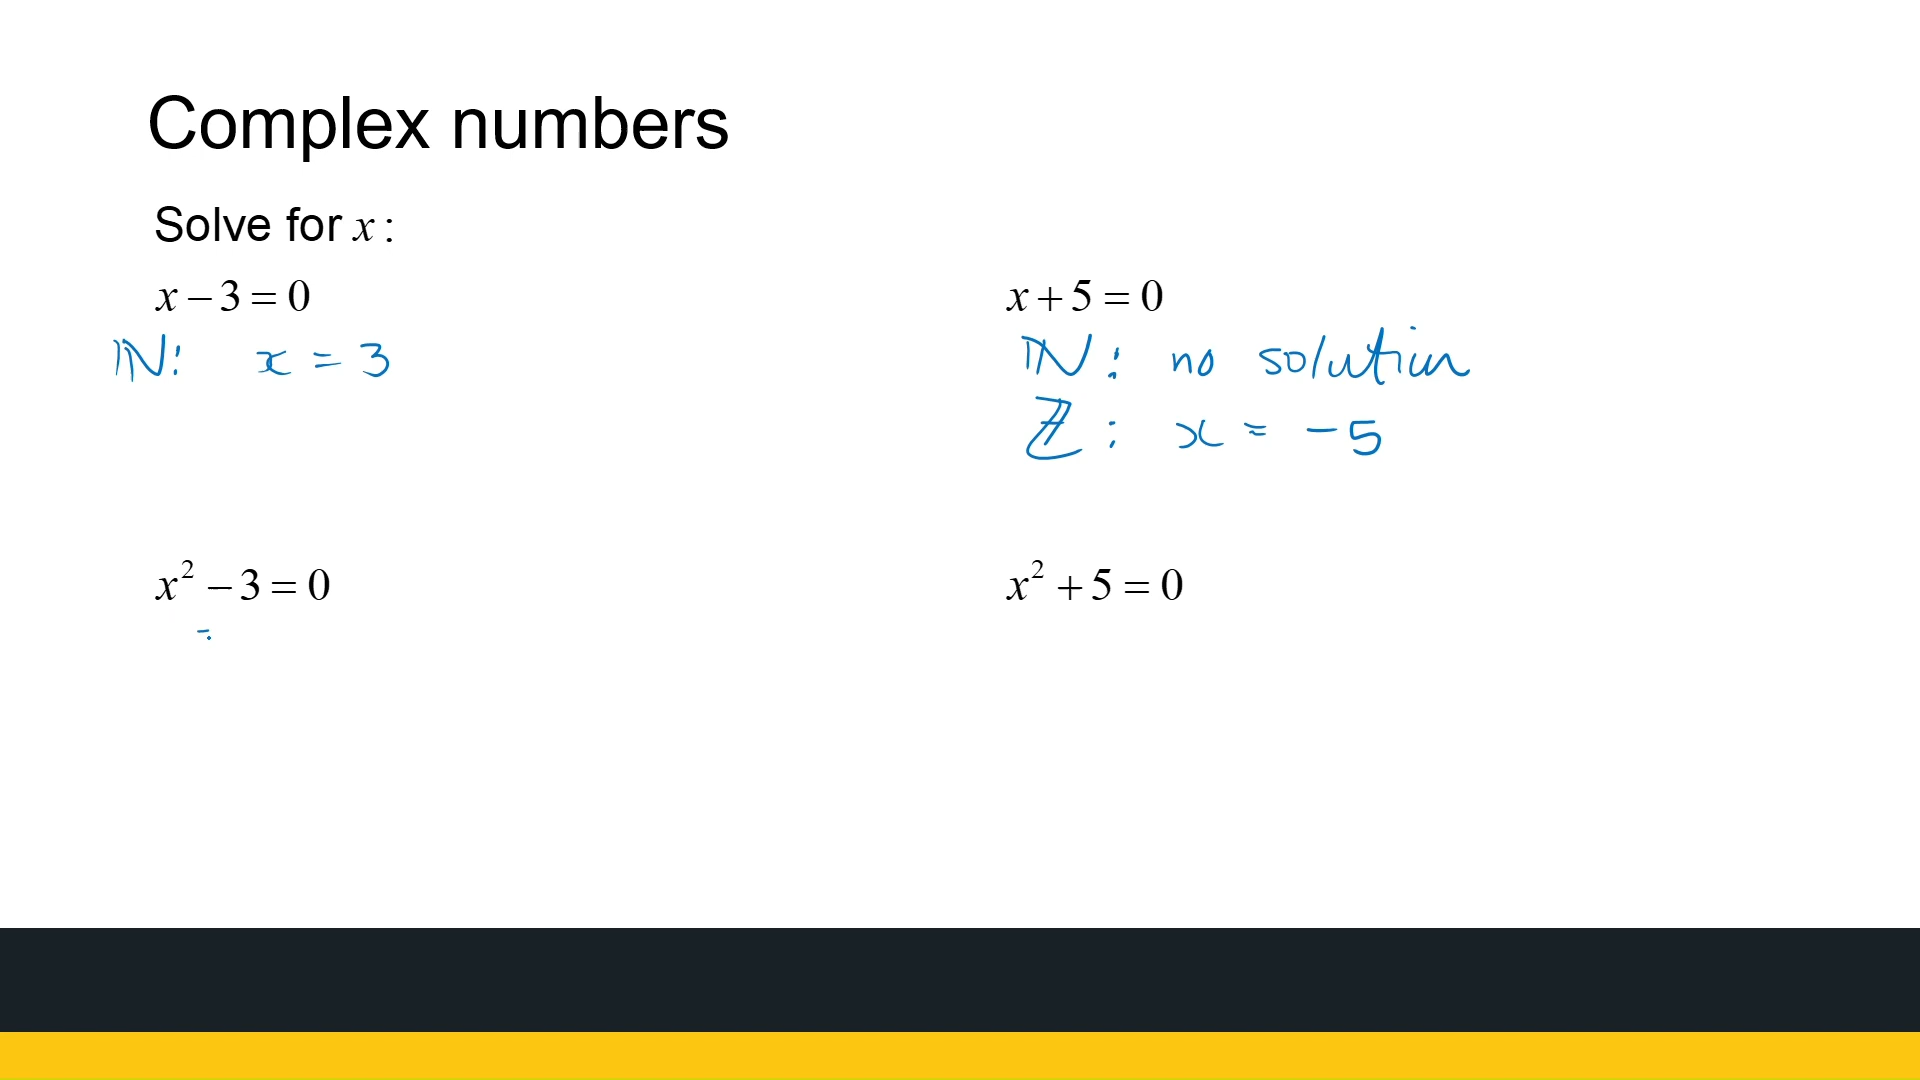 Complex numbers
Solve for x :
x − 3 = 0
ℕ: x = 3
x + 5 = 0
ℕ: no solution
ℤ: x = −5
x² − 3 = 0
x² + 5 = 0